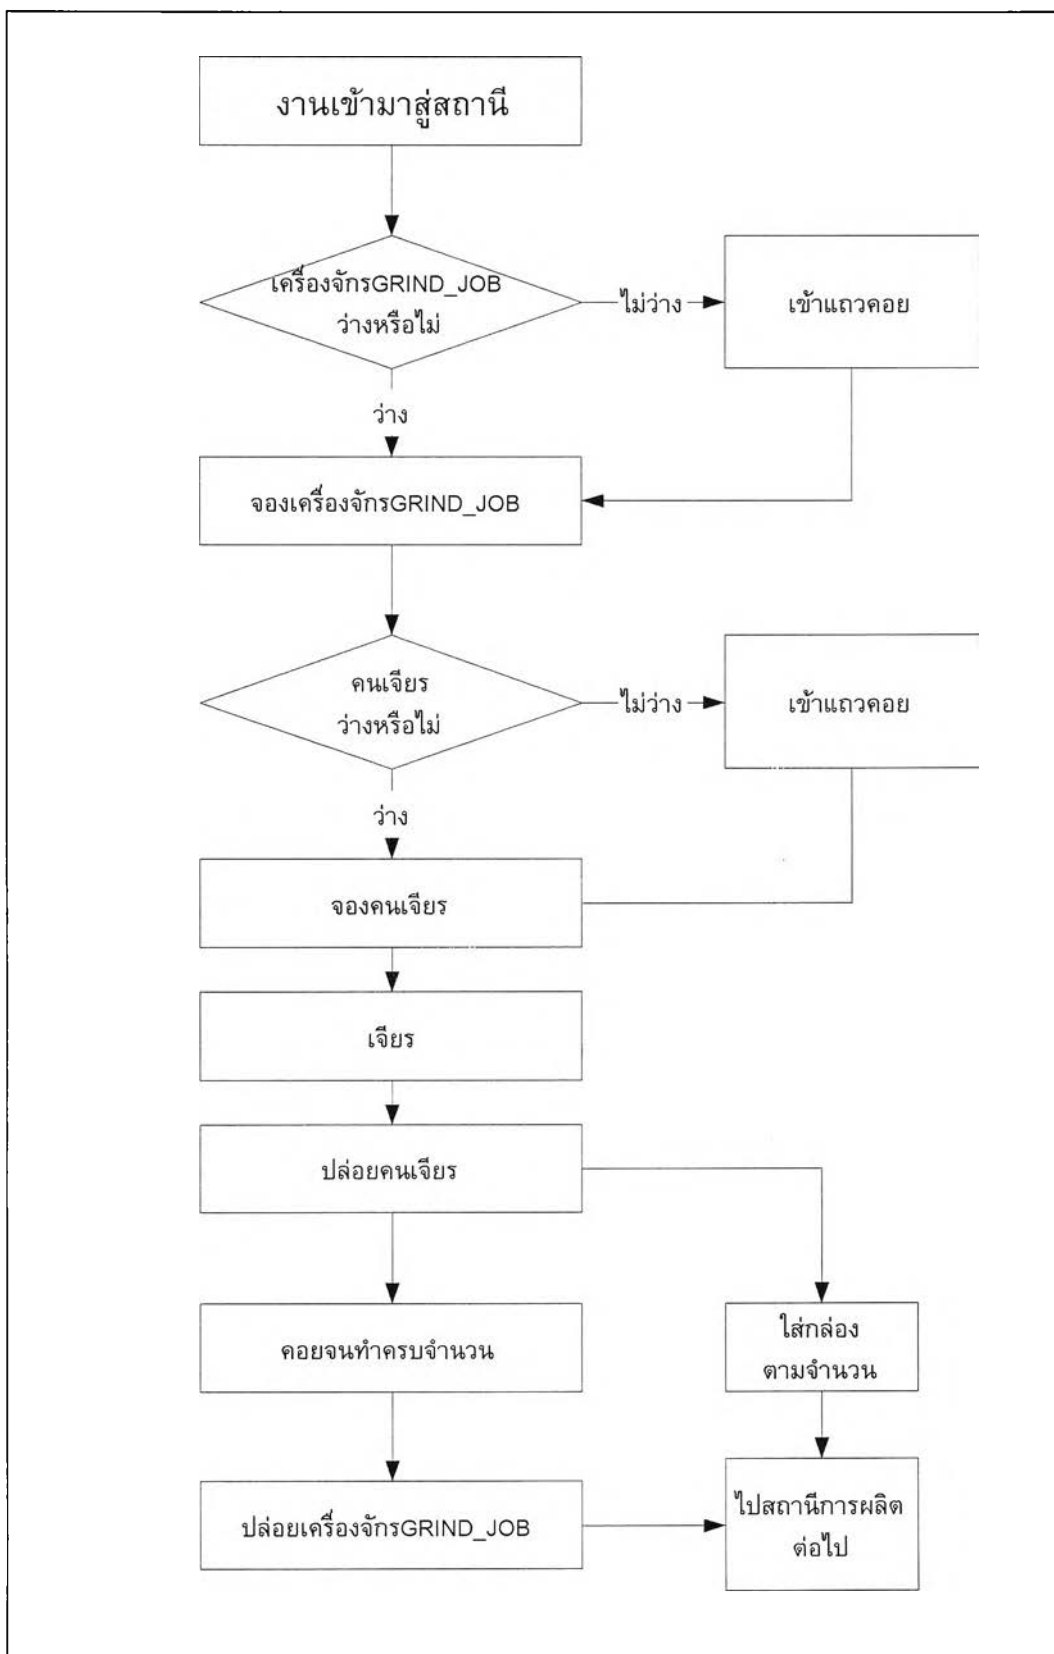 งานเข้ามาสู่สถานี
เครื่องจักรGRIND_JOB
ว่างหรือไม่
ไม่ว่าง
เข้าแถวคอย
ว่าง
จองเครื่องจักรGRIND_JOB
คนเจียร
ว่างหรือไม่
ไม่ว่าง
เข้าแถวคอย
ว่าง
จองคนเจียร
เจียร
ปล่อยคนเจียร
คอยจนทำครบจำนวน
ใส่กล่อง
ตามจำนวน
ปล่อยเครื่องจักรGRIND_JOB
ไปสถานีการผลิต
ต่อไป